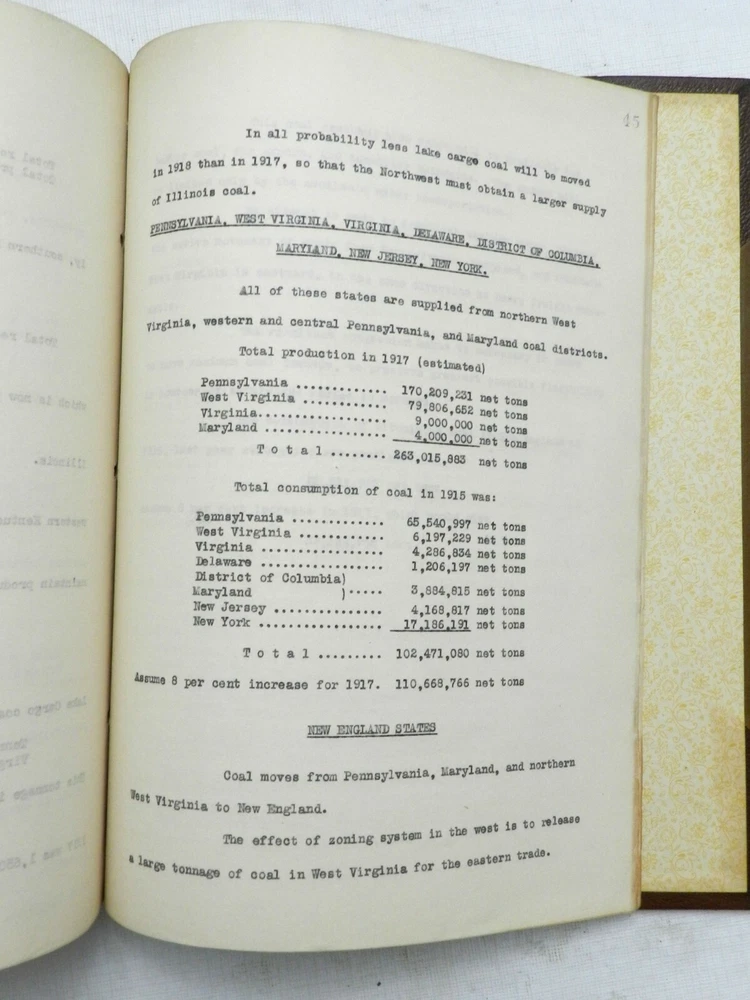 15
In all probability less lake cargo coal will be moved
in 1918 than in 1917, so that the Northwest must obtain a larger supply
of Illinois coal.
PENNSYLVANIA, WEST VIRGINIA, VIRGINIA, DELAWARE, DISTRICT OF COLUMBIA,
MARYLAND, NEW JERSEY, NEW YORK.
All of these states are supplied from northern West
Virginia, western and central Pennsylvania, and Maryland coal districts.
Total production in 1917 (estimated)
Pennsylvania ............. 170,209,231 net tons
West Virginia ............ 79,806,652 net tons
Virginia.................. 9,000,000 net tons
Maryland ................. 4,000,000 net tons
T o t a l ........ 263,015,883 net tons
Total consumption of coal in 1915 was:
Pennsylvania ............. 65,540,997 net tons
West Virginia ............ 6,197,229 net tons
Virginia ................. 4,286,834 net tons
Delaware ................. 1,206,197 net tons
District of Columbia)
Maryland )..... 3,884,815 net tons
New Jersey ............... 4,168,817 net tons
New York ................. 17,186,191 net tons
T o t a l ......... 102,471,080 net tons
Assume 8 per cent increase for 1917. 110,668,766 net tons
NEW ENGLAND STATES
Coal moves from Pennsylvania, Maryland, and northern
West Virginia to New England.
The effect of zoning system in the west is to release
a large tonnage of coal in West Virginia for the eastern trade.